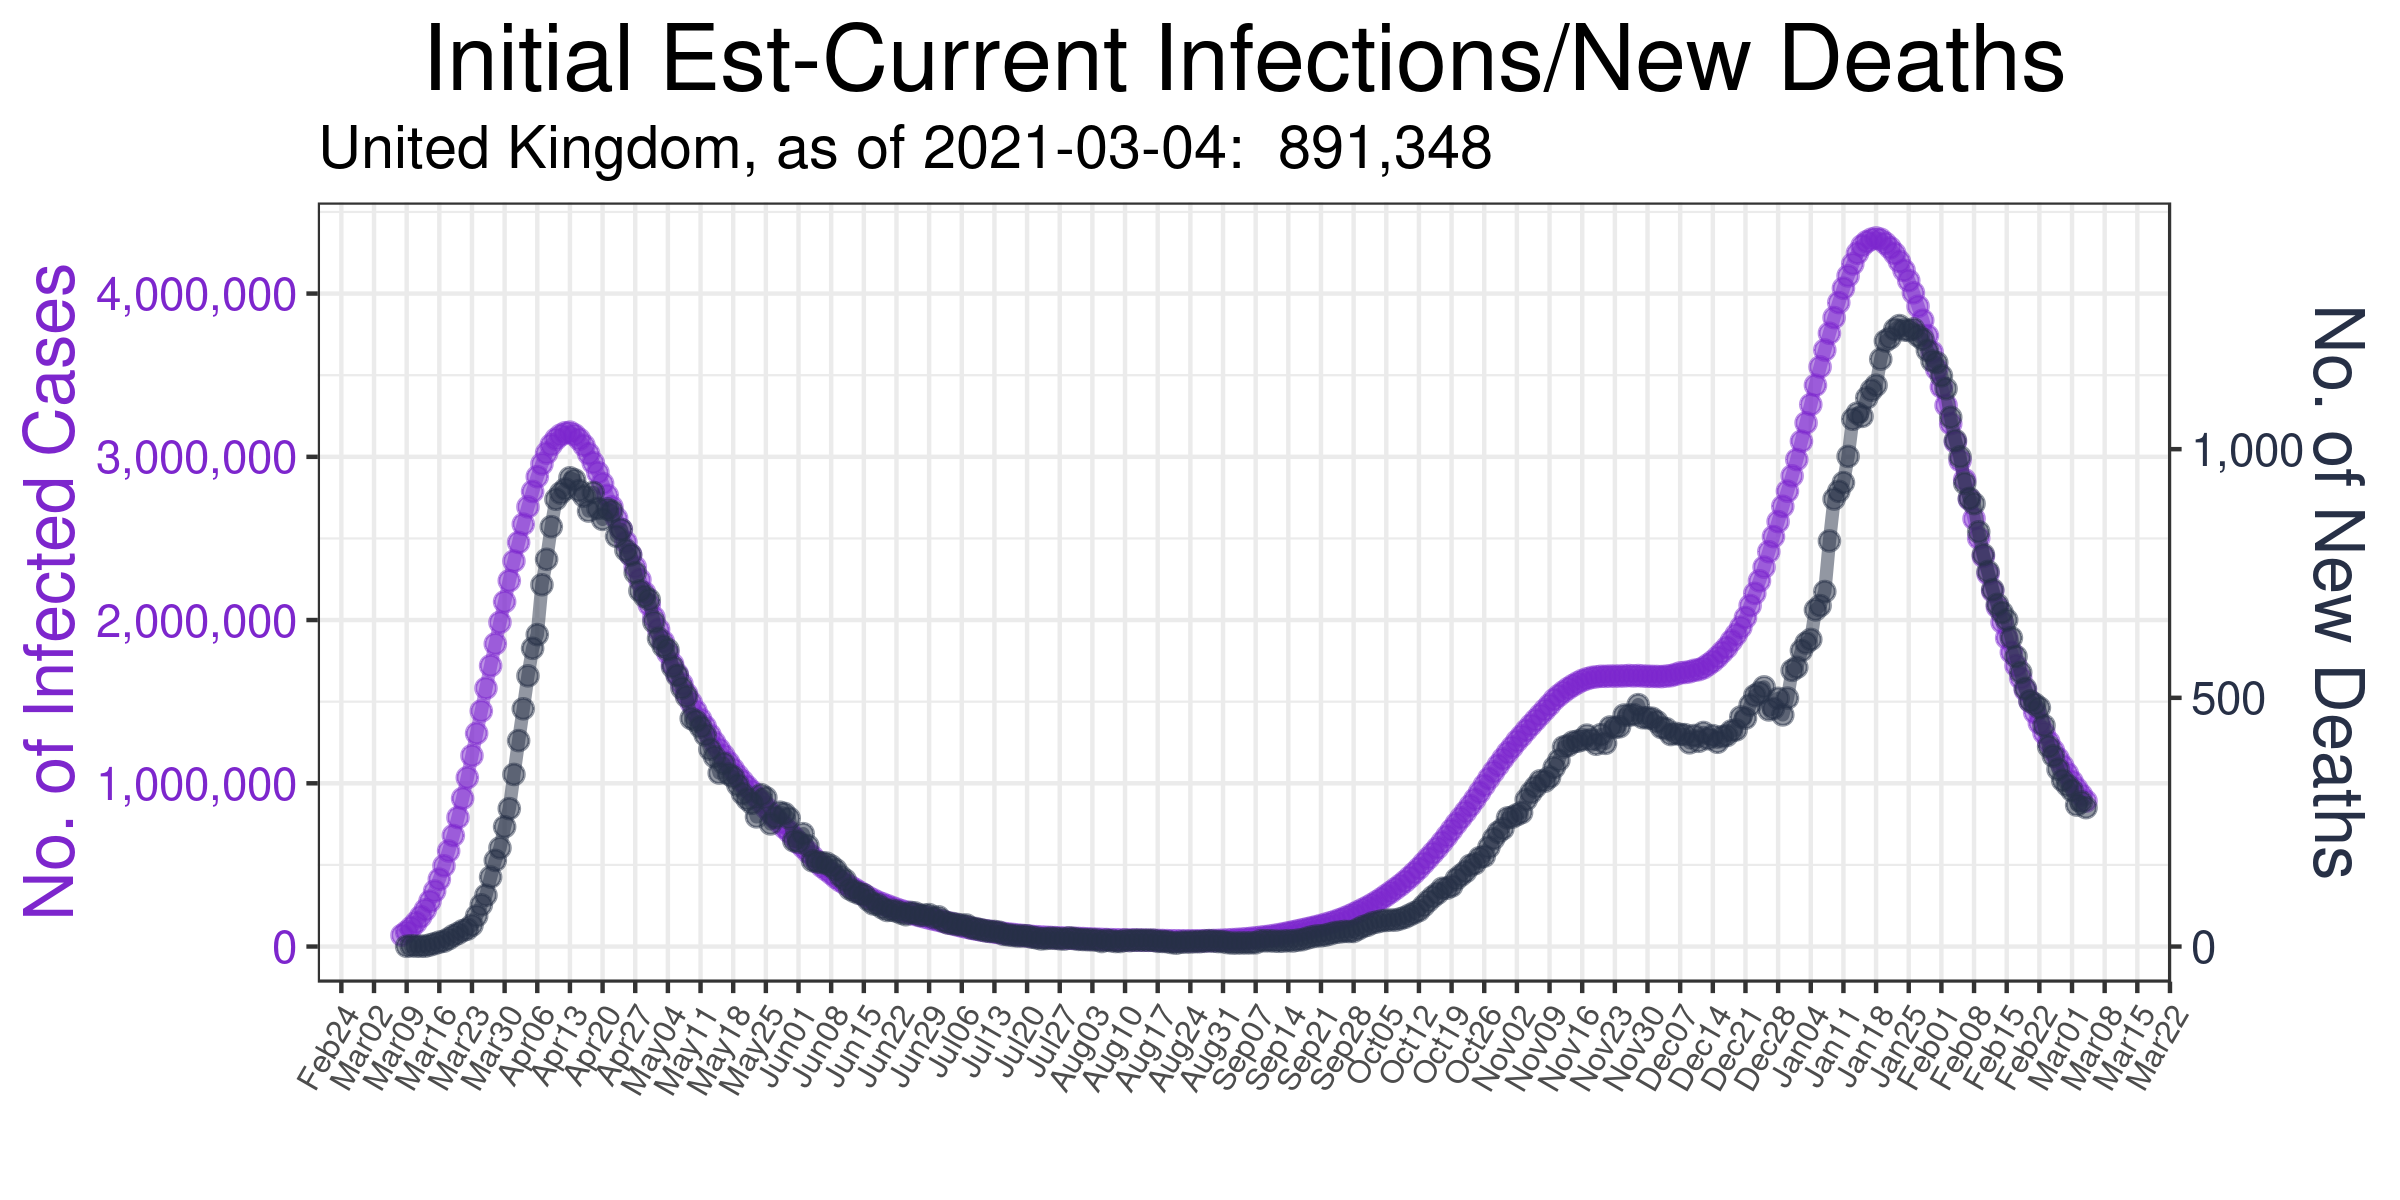 Initial Est-Current Infections/New Deaths
United Kingdom, as of 2021-03-04:  891,348
No. of Infected Cases
4,000,000
3,000,000
2,000,000
1,000,000
0
1,000
500
0
No. of New Deaths
Feb24
Mar02
Mar09
Mar16
Mar23
Mar30
Apr06
Apr13
Apr20
Apr27
May04
May11
May18
May25
Jun01
Jun08
Jun15
Jun22
Jun29
Jul06
Jul13
Jul20
Jul27
Aug03
Aug10
Aug17
Aug24
Aug31
Sep07
Sep14
Sep21
Sep28
Oct05
Oct12
Oct19
Oct26
Nov02
Nov09
Nov16
Nov23
Nov30
Dec07
Dec14
Dec21
Dec28
Jan04
Jan11
Jan18
Jan25
Feb01
Feb08
Feb15
Feb22
Mar01
Mar08
Mar15
Mar22